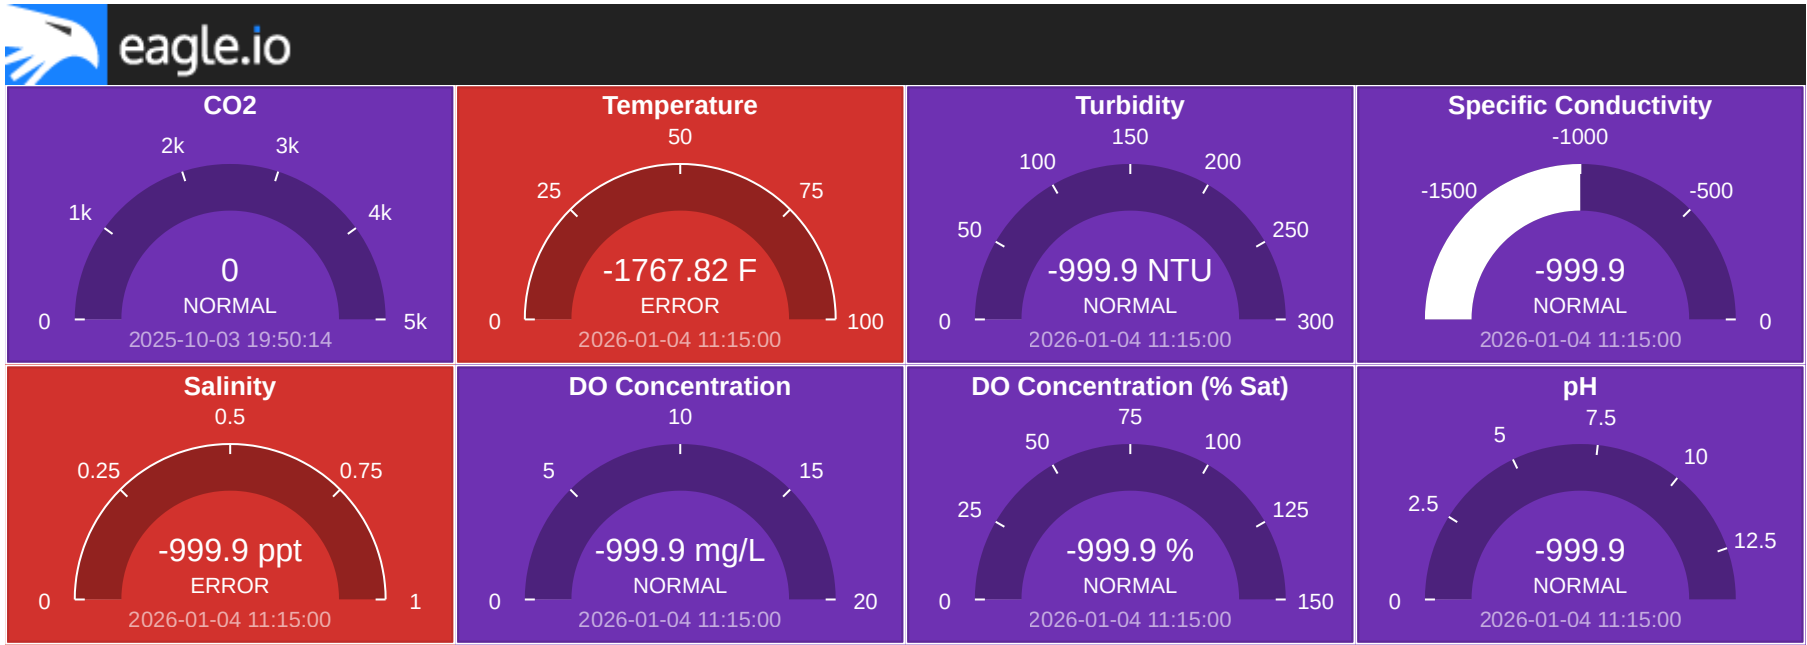 eagle.io
CO2
2k
3k
1k
4k
0
NORMAL
0
5k
2025-10-03 19:50:14
Temperature
50
25
75
-1767.82 F
ERROR
0
100
2026-01-04 11:15:00
Turbidity
150
100
200
50
250
-999.9 NTU
NORMAL
0
300
2026-01-04 11:15:00
Specific Conductivity
-1000
-1500
-500
-999.9
NORMAL
0
2026-01-04 11:15:00
Salinity
0.5
0.25
0.75
-999.9 ppt
ERROR
0
1
2026-01-04 11:15:00
DO Concentration
10
5
15
-999.9 mg/L
NORMAL
0
20
2026-01-04 11:15:00
DO Concentration (% Sat)
75
50
100
25
125
-999.9 %
NORMAL
0
150
2026-01-04 11:15:00
pH
7.5
5
10
2.5
12.5
-999.9
NORMAL
0
2026-01-04 11:15:00